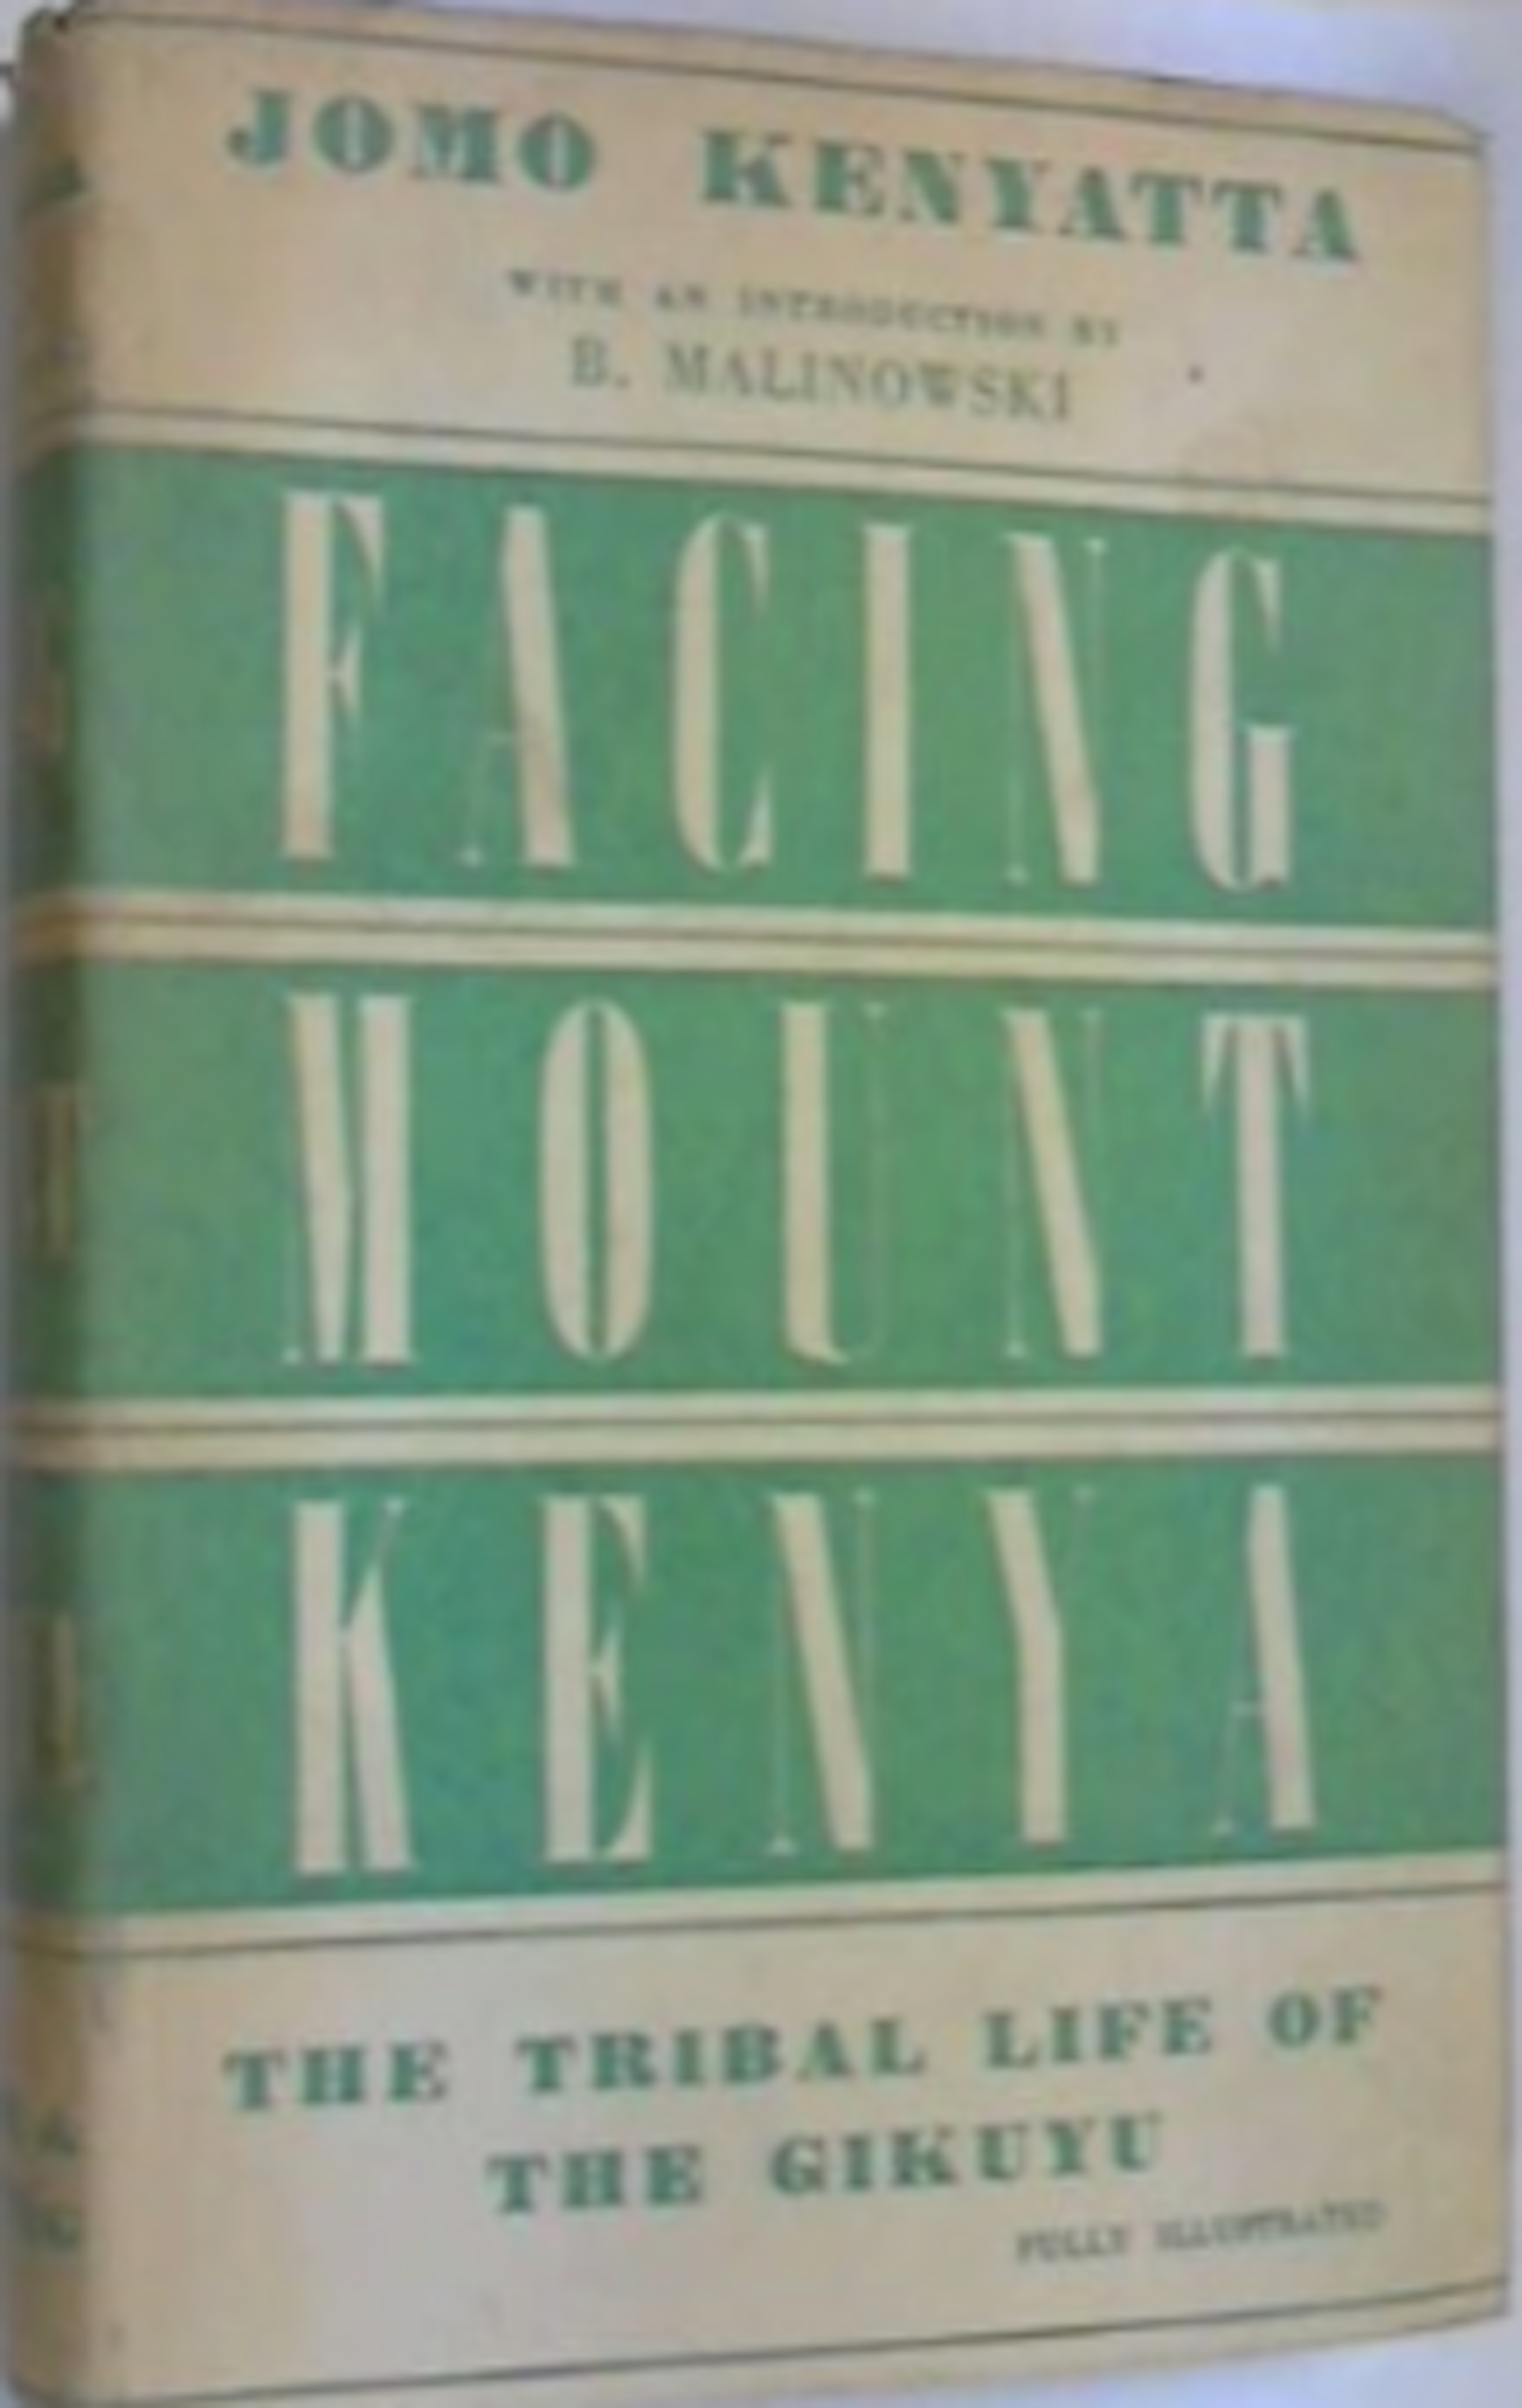 JOMO KENYATTA
WITH AN INTRODUCTION BY
B. MALINOWSKI
FACING
MOUNT
KENYA
THE TRIBAL LIFE OF
THE GIKUYU
FULLY ILLUSTRATED